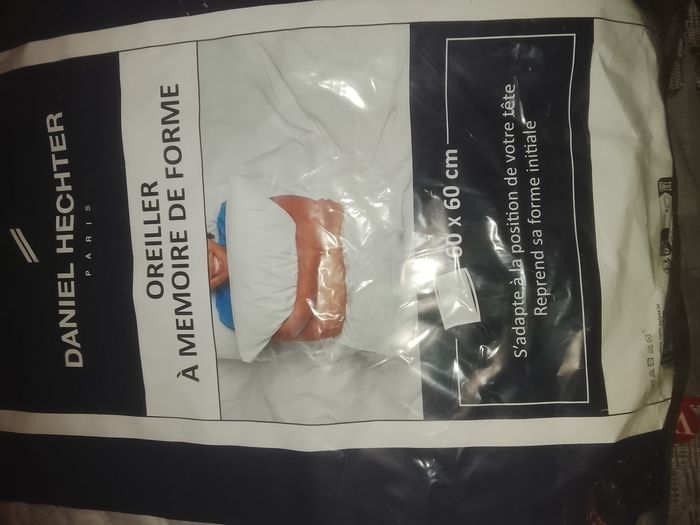 DANIEL HECHTER
PARIS
OREILLER
À MEMOIRE DE FORME
60 x 60 cm
S'adapte à la position de votre tête
Reprend sa forme initiale